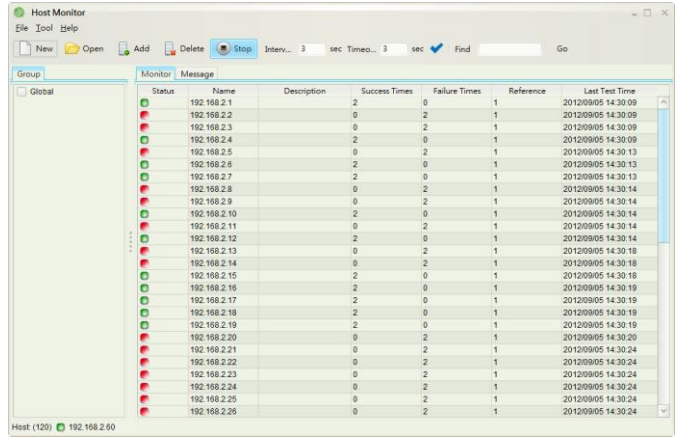 Host Monitor
File Tool Help
New Open Add Delete Stop Interv... 3 sec Timeo... 3 sec Find Go
Group Monitor Message
Global
Status Name Description Success Times Failure Times Reference Last Test Time
192.168.2.1 2 0 1 2012/09/05 14:30:09
192.168.2.2 0 2 1 2012/09/05 14:30:09
192.168.2.3 0 2 1 2012/09/05 14:30:09
192.168.2.4 2 0 1 2012/09/05 14:30:09
192.168.2.5 0 2 1 2012/09/05 14:30:13
192.168.2.6 2 0 1 2012/09/05 14:30:13
192.168.2.7 2 0 1 2012/09/05 14:30:13
192.168.2.8 0 2 1 2012/09/05 14:30:14
192.168.2.9 0 2 1 2012/09/05 14:30:14
192.168.2.10 2 0 1 2012/09/05 14:30:14
192.168.2.11 0 2 1 2012/09/05 14:30:14
192.168.2.12 2 0 1 2012/09/05 14:30:14
192.168.2.13 0 2 1 2012/09/05 14:30:18
192.168.2.14 0 2 1 2012/09/05 14:30:18
192.168.2.15 2 0 1 2012/09/05 14:30:18
192.168.2.16 2 0 1 2012/09/05 14:30:19
192.168.2.17 2 0 1 2012/09/05 14:30:19
192.168.2.18 2 0 1 2012/09/05 14:30:19
192.168.2.19 2 0 1 2012/09/05 14:30:19
192.168.2.20 0 2 1 2012/09/05 14:30:20
192.168.2.21 0 2 1 2012/09/05 14:30:24
192.168.2.22 0 2 1 2012/09/05 14:30:24
192.168.2.23 0 2 1 2012/09/05 14:30:24
192.168.2.24 0 2 1 2012/09/05 14:30:24
192.168.2.25 0 2 1 2012/09/05 14:30:24
192.168.2.26 0 2 1 2012/09/05 14:30:24
Host: (120) 192.168.2.60